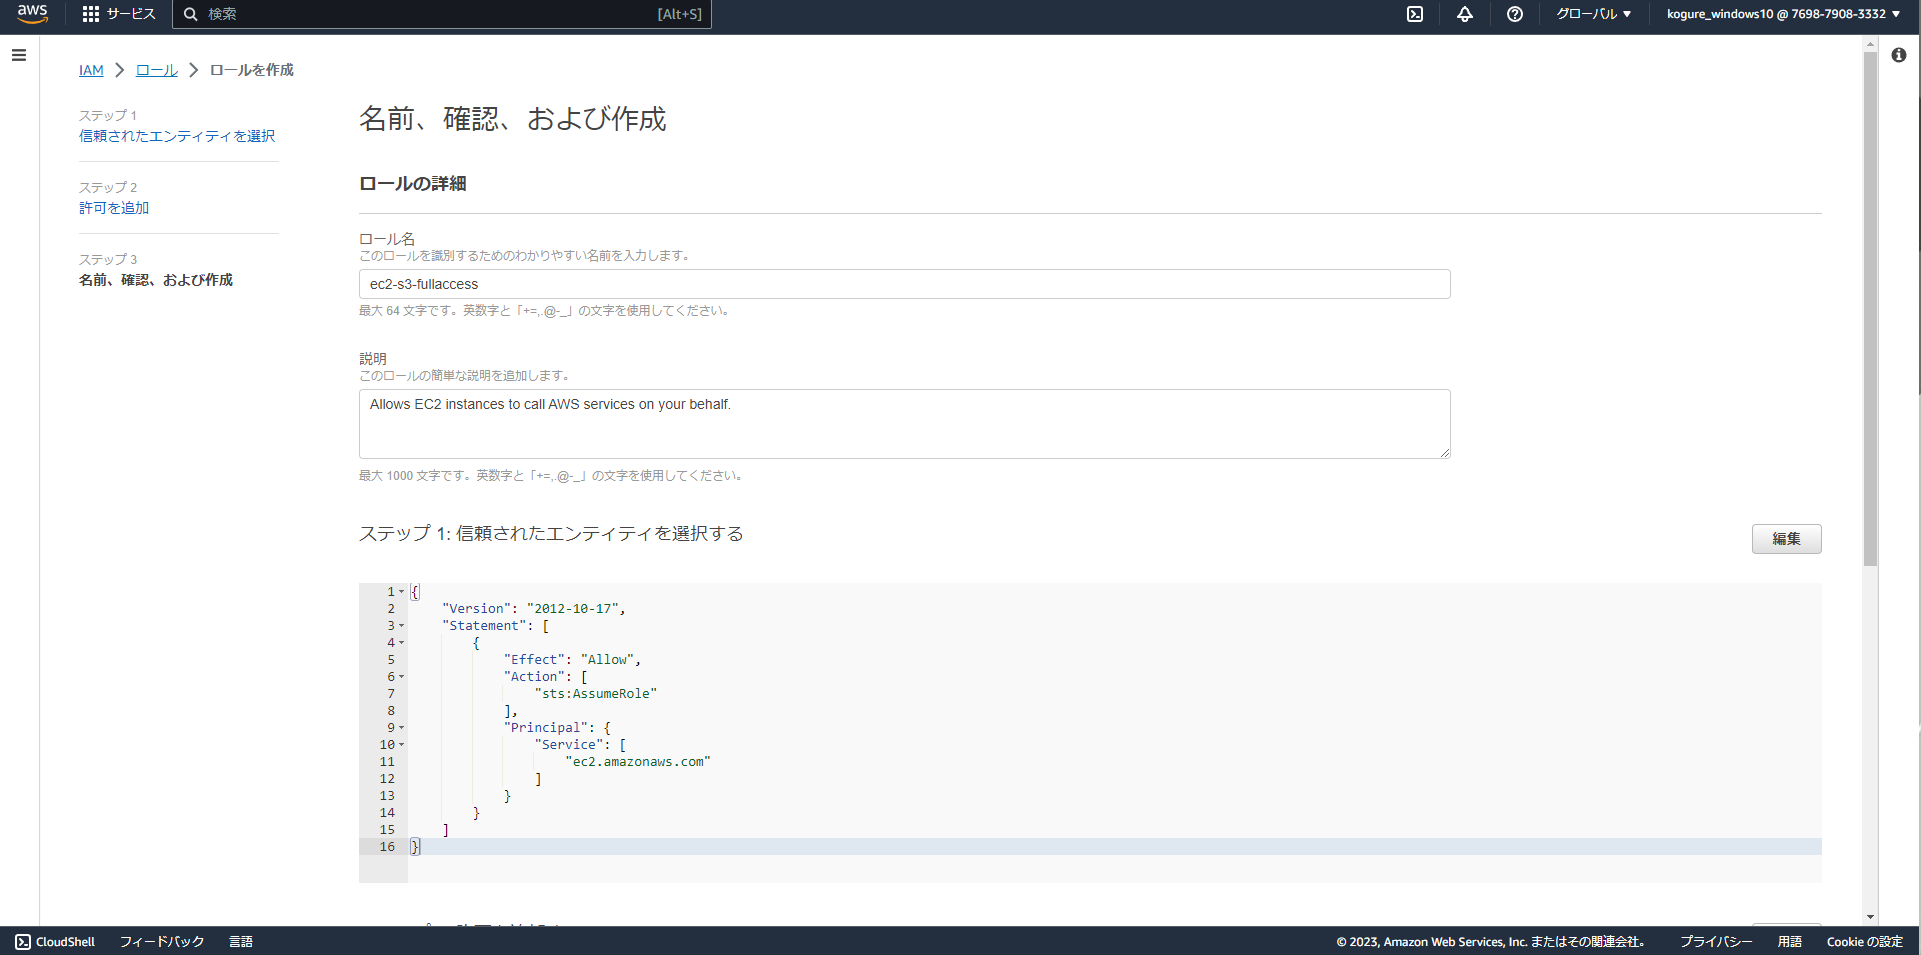 aws
サービス
検索
[Alt+S]
グローバル ▼
kogure_windows10 @ 7698-7908-3332 ▼
IAM > ロール > ロールを作成
ステップ 1
信頼されたエンティティを選択
ステップ 2
許可を追加
ステップ 3
名前、確認、および作成
名前、確認、および作成
ロールの詳細
ロール名
このロールを識別するためのわかりやすい名前を入力します。
ec2-s3-fullaccess
最大 64 文字です。英数字と「+=,.@-_」の文字を使用してください。
説明
このロールの簡単な説明を追加します。
Allows EC2 instances to call AWS services on your behalf.
最大 1000 文字です。英数字と「+=,.@-_」の文字を使用してください。
ステップ 1: 信頼されたエンティティを選択する
編集
1 {
2 "Version": "2012-10-17",
3 "Statement": [
4 {
5 "Effect": "Allow",
6 "Action": [
7 "sts:AssumeRole"
8 ],
9 "Principal": {
10 "Service": [
11 "ec2.amazonaws.com"
12 ]
13 }
14 }
15 ]
16 }
CloudShell
フィードバック
言語
© 2023, Amazon Web Services, Inc. またはその関連会社。
プライバシー
用語
Cookie の設定